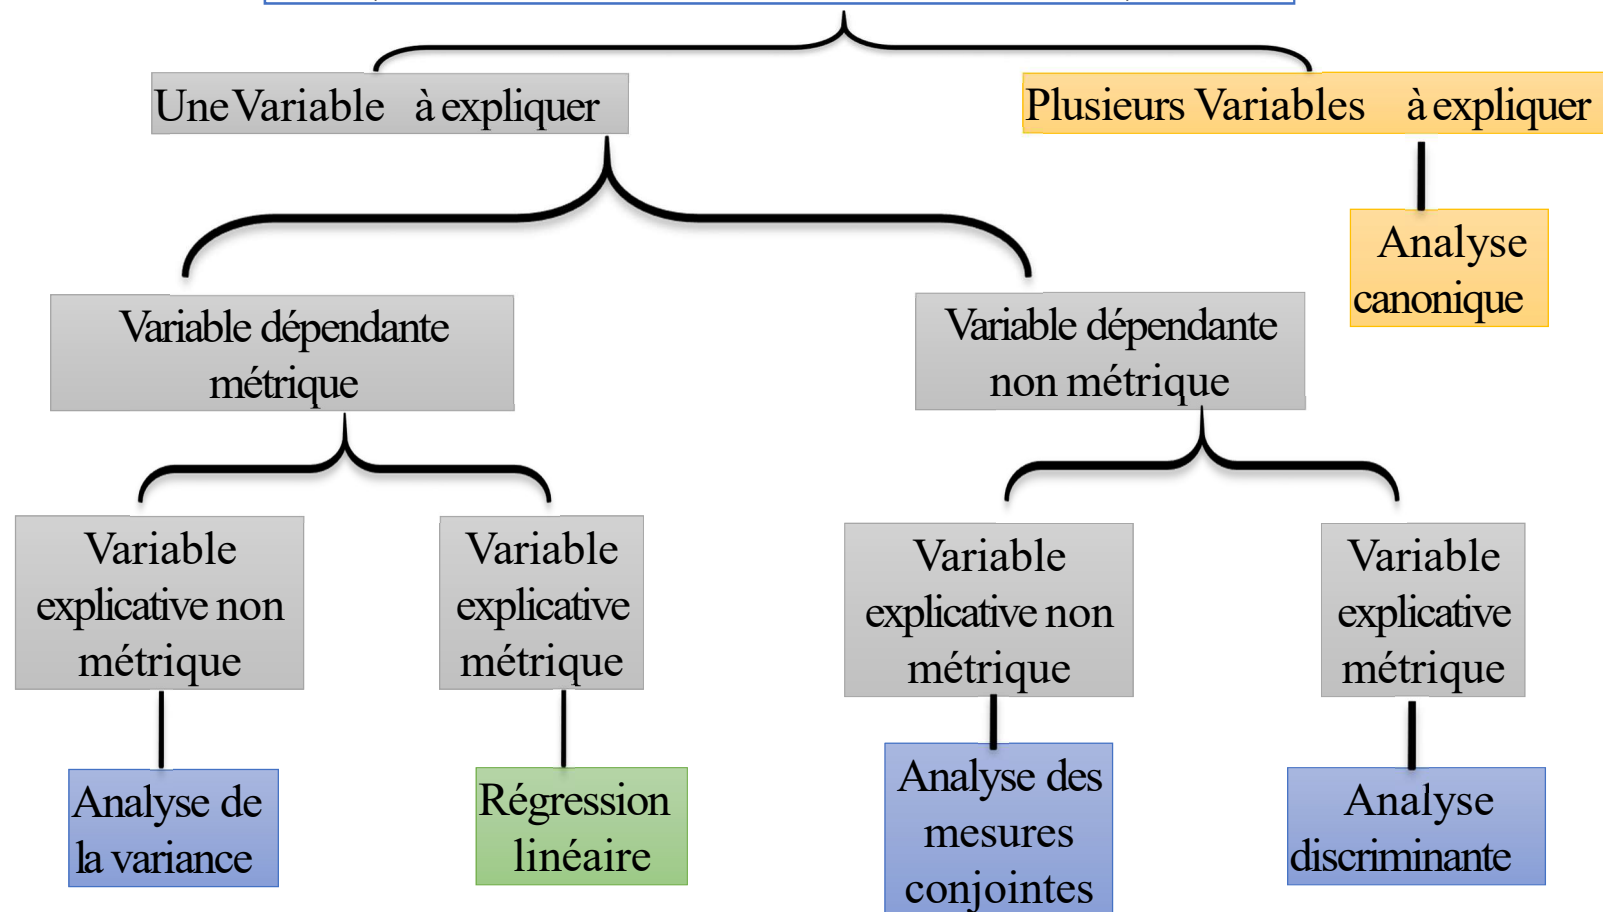 Une Variable à expliquer
Plusieurs Variables à expliquer
Analyse
canonique
Variable dépendante
métrique
Variable dépendante
non métrique
Variable
explicative non
métrique
Variable
explicative
métrique
Variable
explicative non
métrique
Variable
explicative
métrique
Analyse de
la variance
Régression
linéaire
Analyse des
mesures
conjointes
Analyse
discriminante